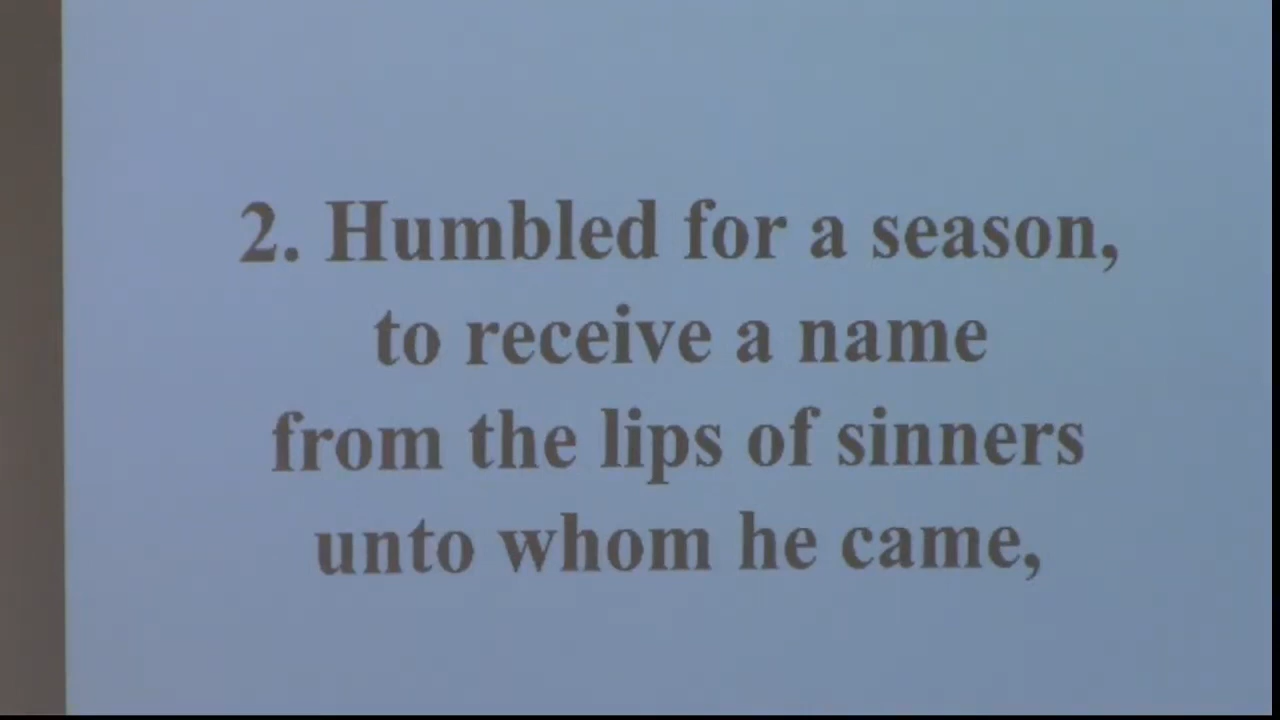 2. Humbled for a season,
to receive a name
from the lips of sinners
unto whom he came,